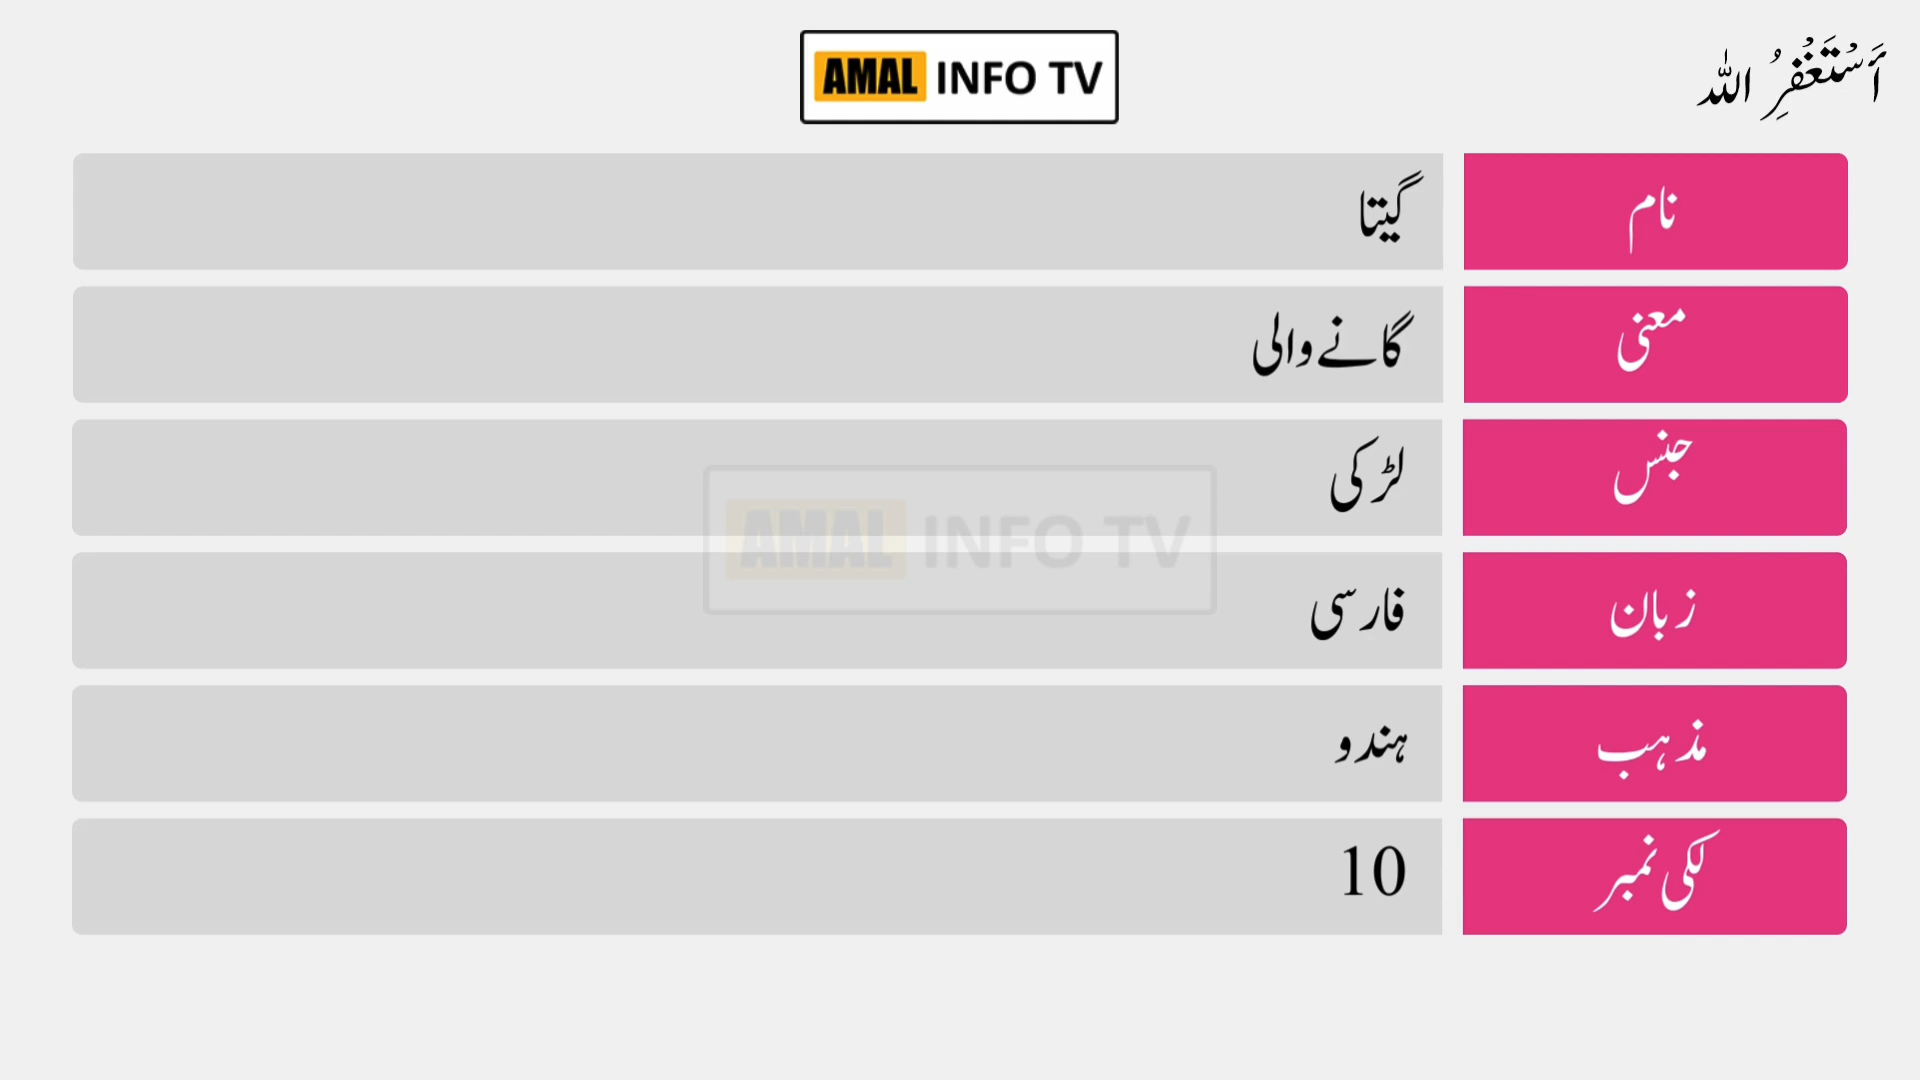 AMAL INFO TV
أَسْتَغْفِرُ اللہ
نام گیتا
معنی گانے والی
جنس لڑکی
زبان فارسی
مذہب ہندو
لکی نمبر 10
AMAL INFO TV